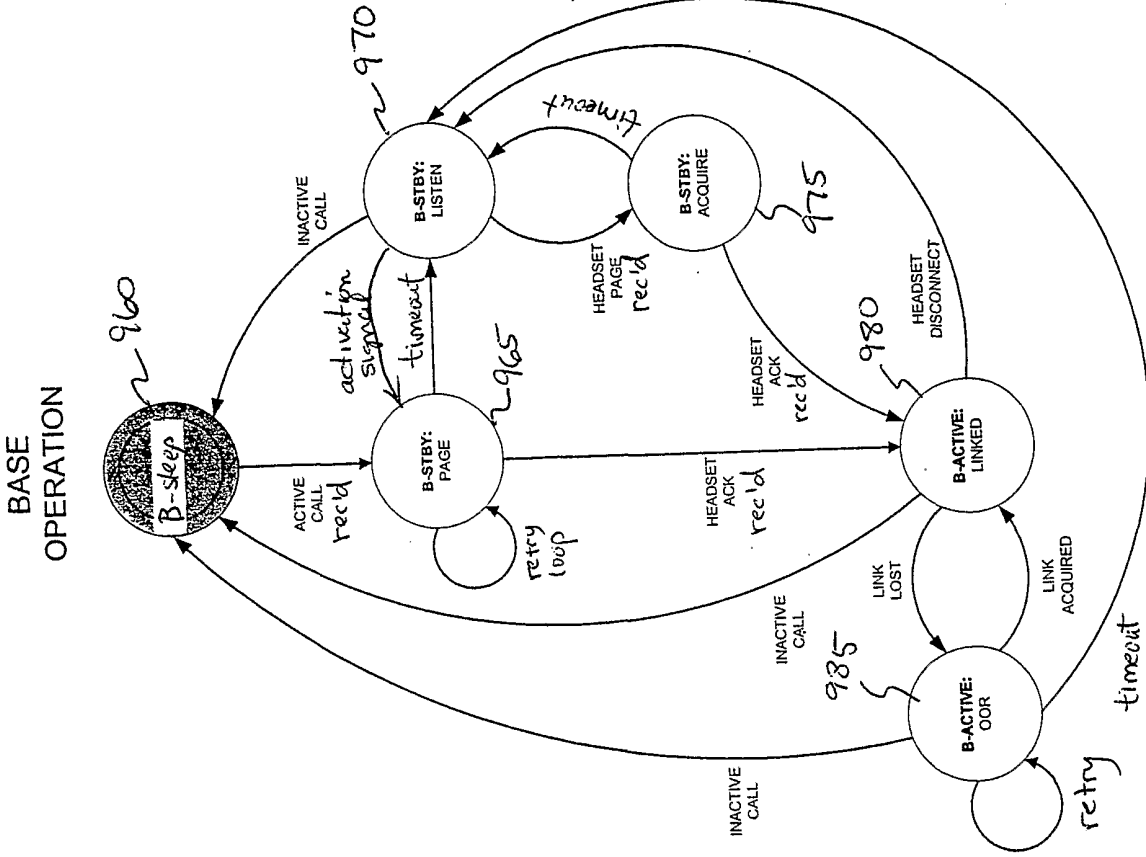 BASE
OPERATION
960
B-sleep
970
INACTIVE
CALL
activation
signal
timeout
B-STBY:
LISTEN
timeout
ACTIVE
CALL
rec'd
B-STBY:
PAGE
965
retry
loop
HEADSET
PAGE
rec'd
B-STBY:
ACQUIRE
975
HEADSET
ACK
rec'd
HEADSET
ACK
rec'd
980
HEADSET
DISCONNECT
B-ACTIVE:
LINKED
INACTIVE
CALL
LINK
LOST
LINK
ACQUIRED
985
B-ACTIVE:
OOR
INACTIVE
CALL
retry
timeout